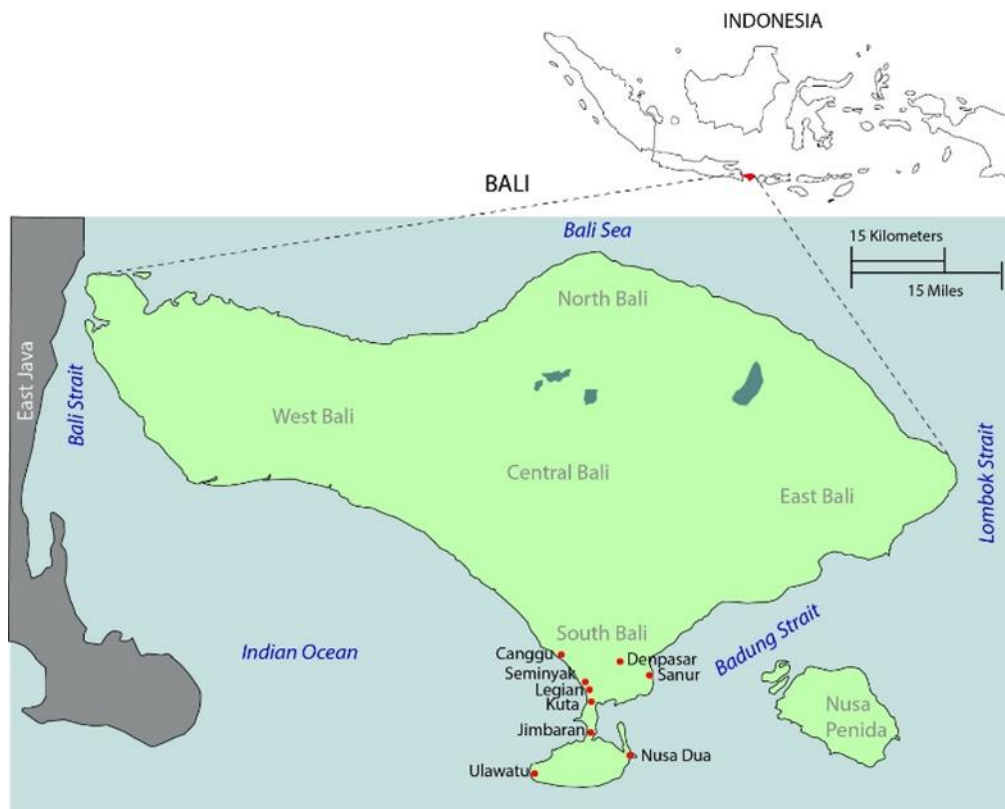 INDONESIA
BALI
Bali Sea
15 Kilometers
15 Miles
North Bali
East Java
Bali Strait
West Bali
Central Bali
East Bali
Lombok Strait
South Bali
Badung Strait
Indian Ocean
Canggu
Denpasar
Seminyak
Sanur
Legian
Kuta
Nusa
Penida
Jimbaran
Nusa Dua
Ulawatu